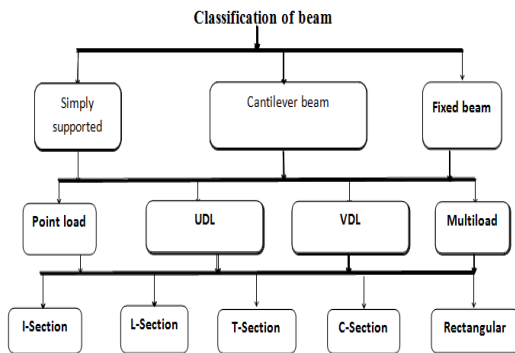 Classification of beam
Simply
supported
Cantilever beam
Fixed beam
Point load
UDL
VDL
Multiload
I-Section
L-Section
T-Section
C-Section
Rectangular